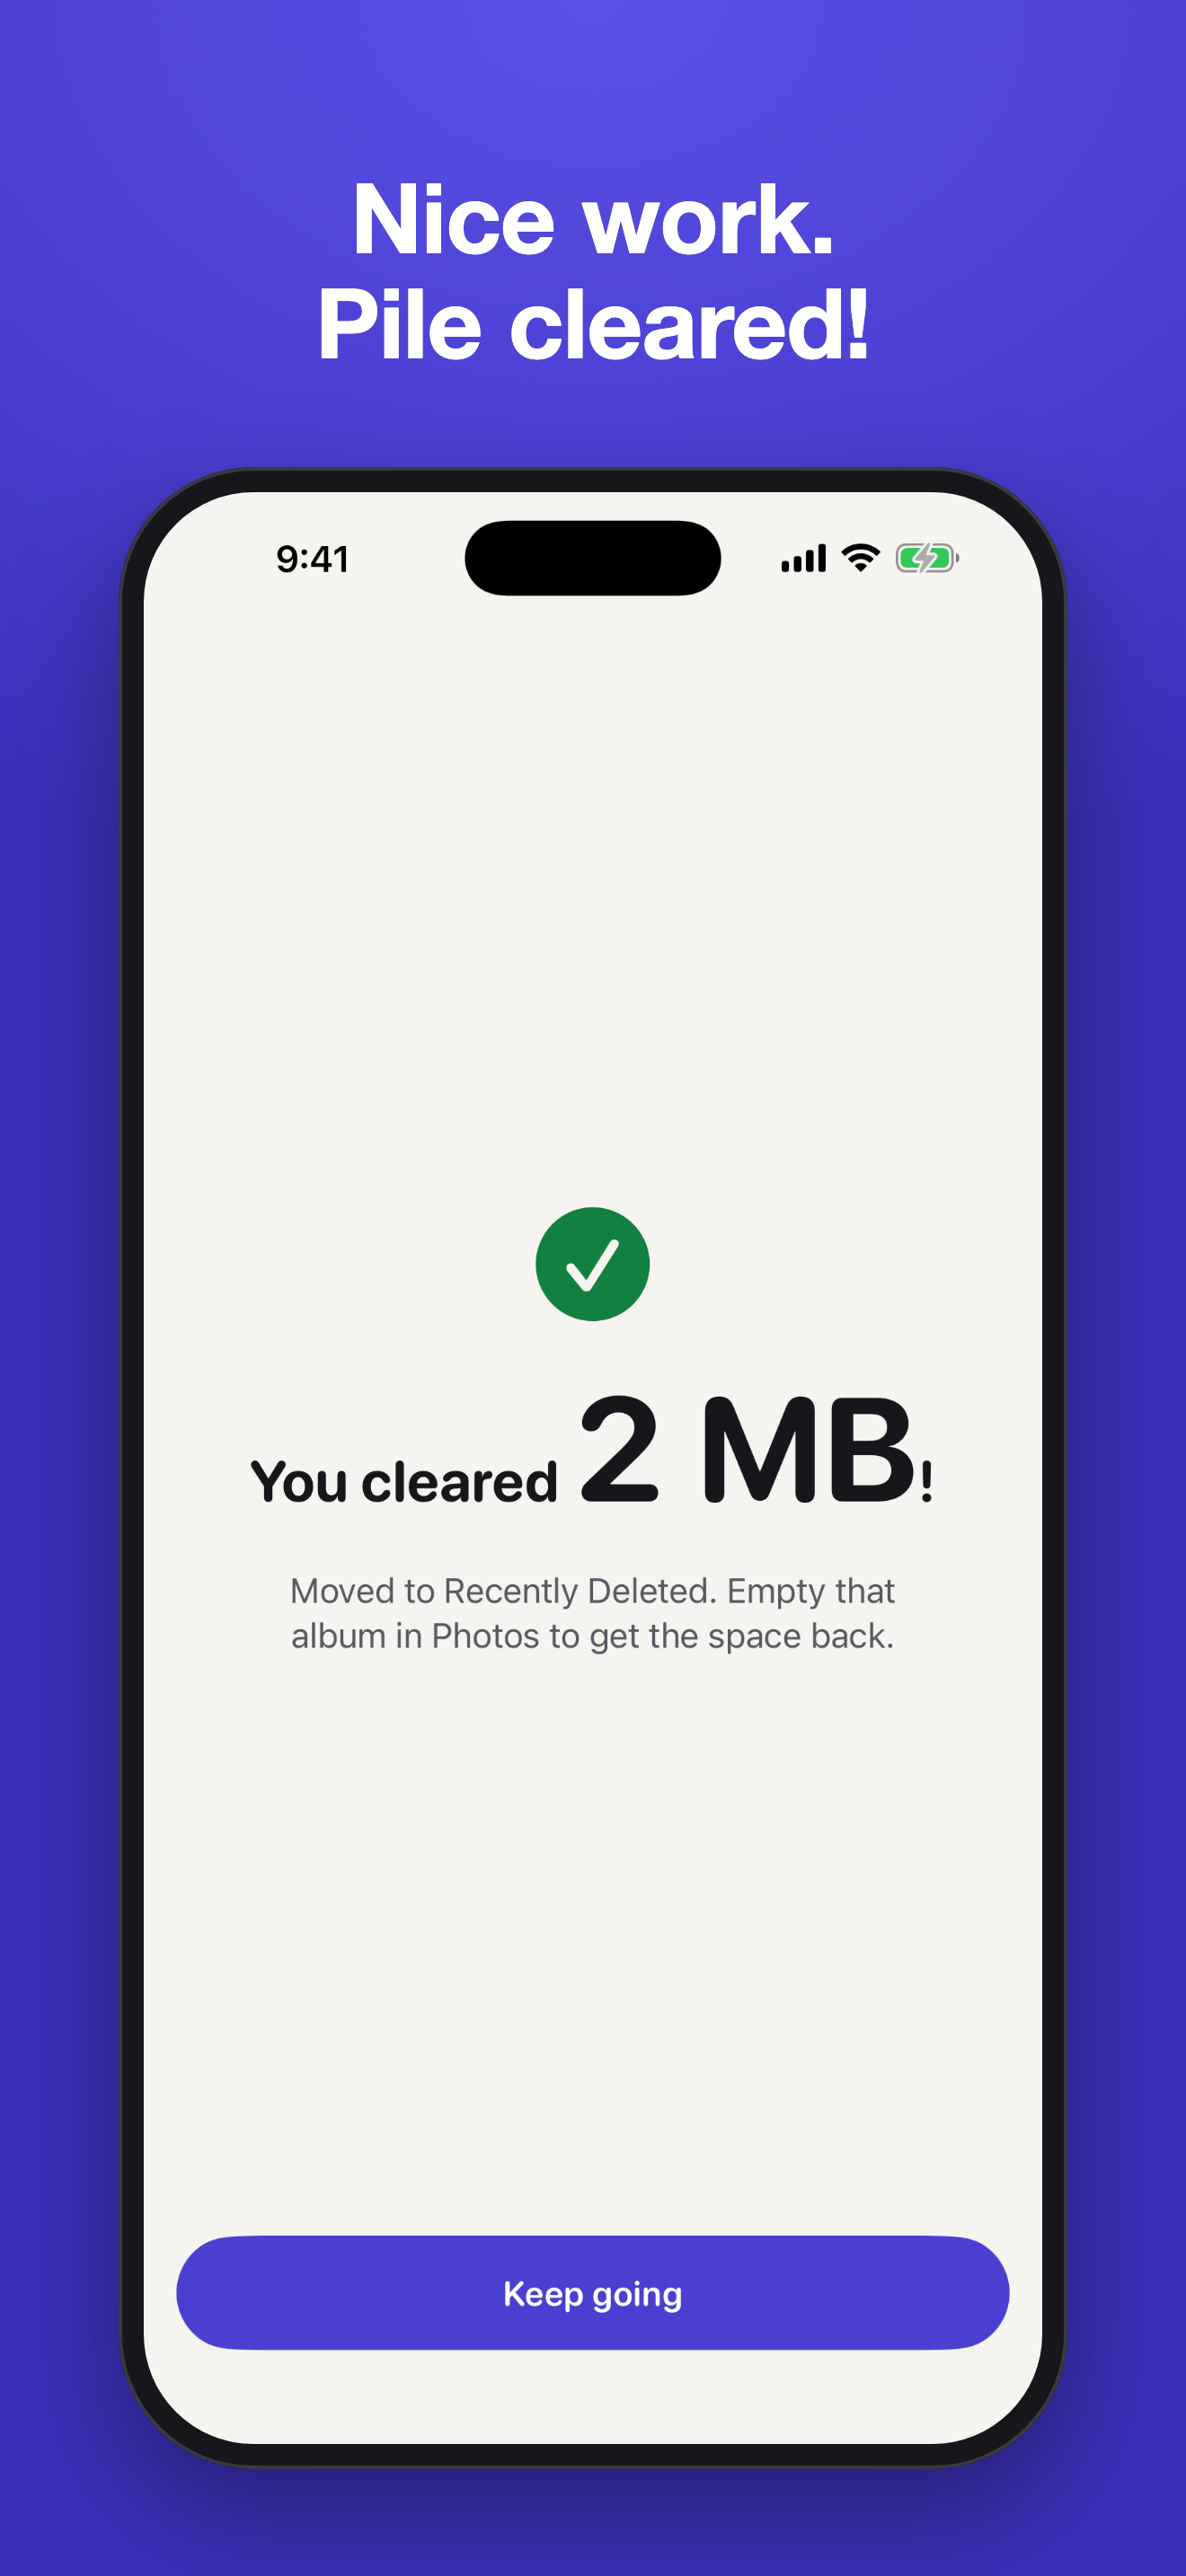 Nice work.
Pile cleared!
9:41
You cleared 2 MB!
Moved to Recently Deleted. Empty that
album in Photos to get the space back.
Keep going